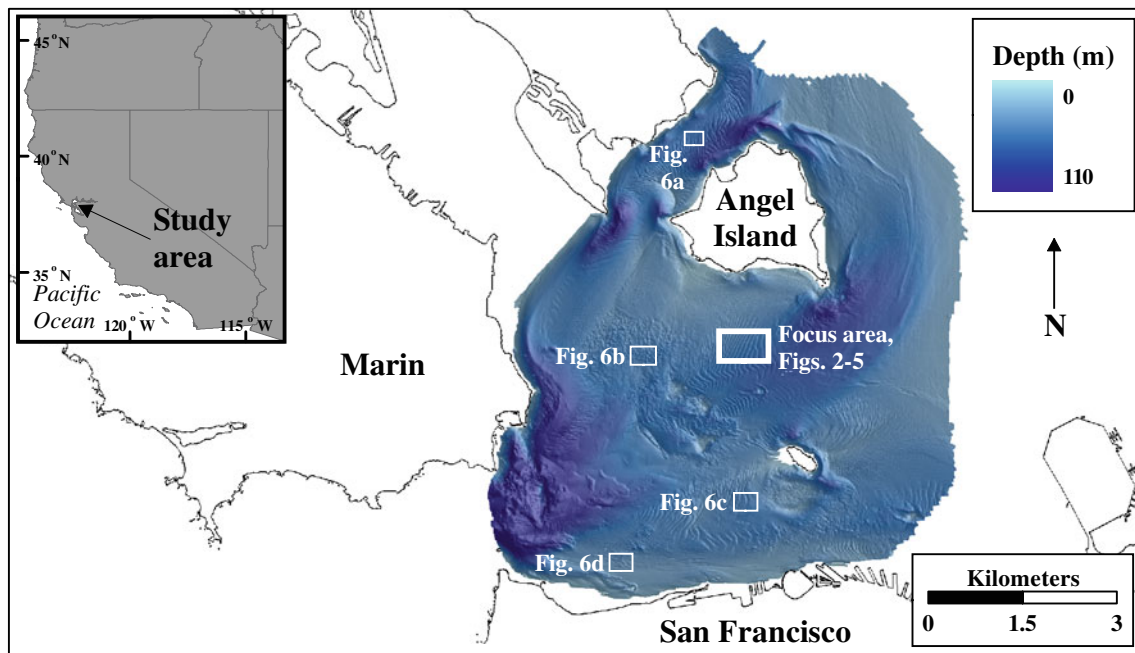 45° N
40° N
35° N
Study
area
Pacific
Ocean
120° W
115° W
Depth (m)
0
110
N
Fig.
6a
Angel
Island
Marin
Fig. 6b
Focus area,
Figs. 2-5
Fig. 6c
Fig. 6d
San Francisco
Kilometers
0 1.5 3